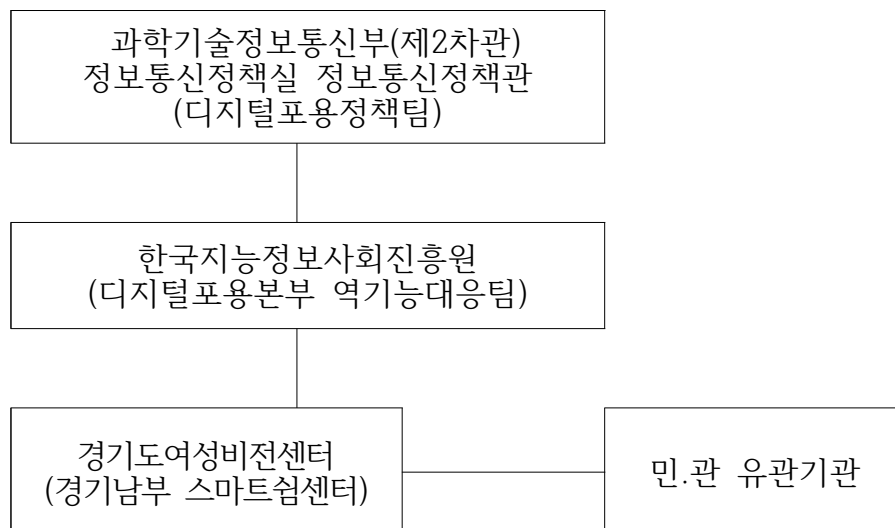 과학기술정보통신부(제2차관)
정보통신정책실 정보통신정책관
(디지털포용정책팀)
한국지능정보사회진흥원
(디지털포용본부 역기능대응팀)
경기도여성비전센터
(경기남부 스마트쉼센터)
민.관 유관기관